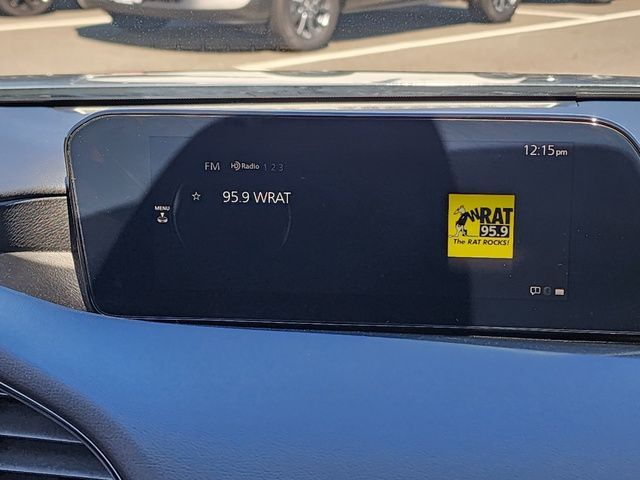 12:15pm
FM HD Radio 1 2 3
☆ 95.9 WRAT
MENU
WRAT
95.9
The RAT ROCKS!